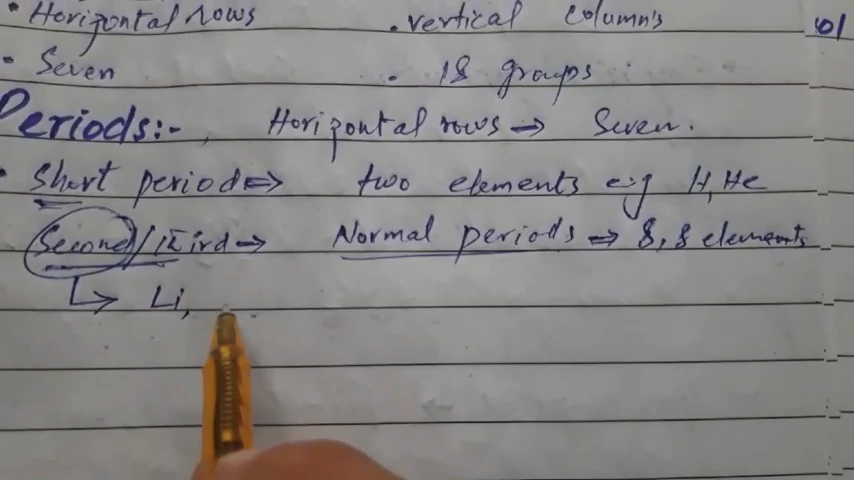 • Horizontal rows . vertical columns
• Seven . 18 groups
Periods:- Horizontal rows → Seven.
• Short period ⇒ two elements e.g H, He
Second/third → Normal periods ⇒ 8, 8 elements
↳ Li,